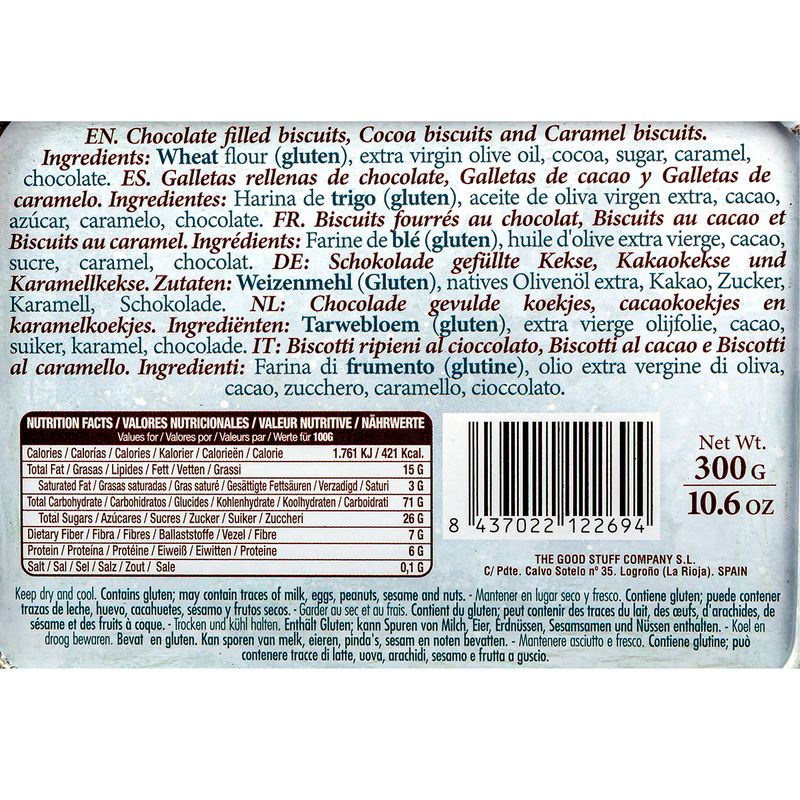 EN. Chocolate filled biscuits, Cocoa biscuits and Caramel biscuits.
Ingredients: Wheat flour (gluten), extra virgin olive oil, cocoa, sugar, caramel,
chocolate. ES. Galletas rellenas de chocolate, Galletas de cacao y Galletas de
caramelo. Ingredientes: Harina de trigo (gluten), aceite de oliva virgen extra, cacao,
azúcar, caramelo, chocolate. FR. Biscuits fourrés au chocolat, Biscuits au cacao et
Biscuits au caramel. Ingrédients: Farine de blé (gluten), huile d'olive extra vierge, cacao,
sucre, caramel, chocolat. DE: Schokolade gefüllte Kekse, Kakaokekse und
Karamellkekse. Zutaten: Weizenmehl (Gluten), natives Olivenöl extra, Kakao, Zucker,
Karamell, Schokolade. NL: Chocolade gevulde koekjes, cacaokoekjes en
karamelkoekjes. Ingrediënten: Tarwebloem (gluten), extra vierge olijfolie, cacao,
suiker, karamel, chocolade. IT: Biscotti ripieni al cioccolato, Biscotti al cacao e Biscotti
al caramello. Ingredienti: Farina di frumento (glutine), olio extra vergine di oliva,
cacao, zucchero, caramello, cioccolato.
NUTRITION FACTS / VALORES NUTRICIONALES / VALEUR NUTRITIVE / NÄHRWERTE
Values for / Valores por / Valeurs par / Werte für 100G
Calories / Calorías / Calories / Kalorier / Calorieën / Calorie 1.761 KJ / 421 Kcal.
Total Fat / Grasas / Lipides / Fett / Vetten / Grassi 15 G
Saturated Fat / Grasas saturadas / Gras saturé / Gesättigte Fettsäuren / Verzadigd / Saturi 3 G
Total Carbohydrate / Carbohidratos / Glucides / Kohlenhydrate / Koolhydraten / Carboidrati 71 G
Total Sugars / Azúcares / Sucres / Zucker / Suiker / Zuccheri 26 G
Dietary Fiber / Fibra / Fibres / Ballaststoffe / Vezel / Fibre 7 G
Protein / Proteína / Protéine / Eiweiß / Eiwitten / Proteine 6 G
Salt / Sal / Sel / Salz / Zout / Sale 0,1 G
8 437022 122694
Net Wt.
300 G
10.6 OZ
THE GOOD STUFF COMPANY S.L.
C/ Pdte. Calvo Sotelo nº 35. Logroño (La Rioja). SPAIN
Keep dry and cool. Contains gluten; may contain traces of milk, eggs, peanuts, sesame and nuts. - Mantener en lugar seco y fresco. Contiene gluten; puede contener
trazas de leche, huevo, cacahuetes, sésamo y frutos secos. - Garder au sec et au frais. Contient du gluten; peut contenir des traces du lait, des œufs, d'arachides, de
sésame et des fruits à coque. - Trocken und kühl halten. Enthält Gluten; kann Spuren von Milch, Eier, Erdnüssen, Sesamsamen und Nüssen enthalten. - Koel en
droog bewaren. Bevat en gluten. Kan sporen van melk, eieren, pinda's, sesam en noten bevatten. - Mantenere asciutto e fresco. Contiene glutine; può
contenere tracce di latte, uova, arachidi, sesamo e frutta a guscio.